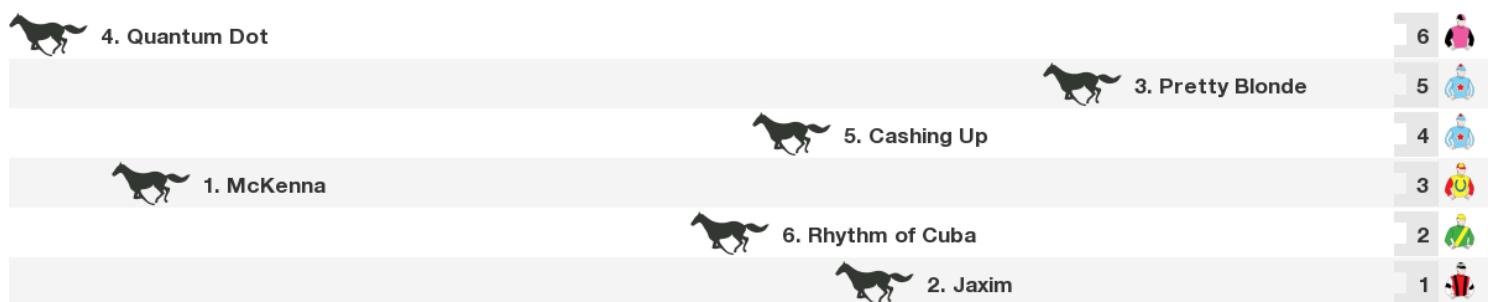 4. Quantum Dot 6
3. Pretty Blonde 5
5. Cashing Up 4
1. McKenna 3
6. Rhythm of Cuba 2
2. Jaxim 1